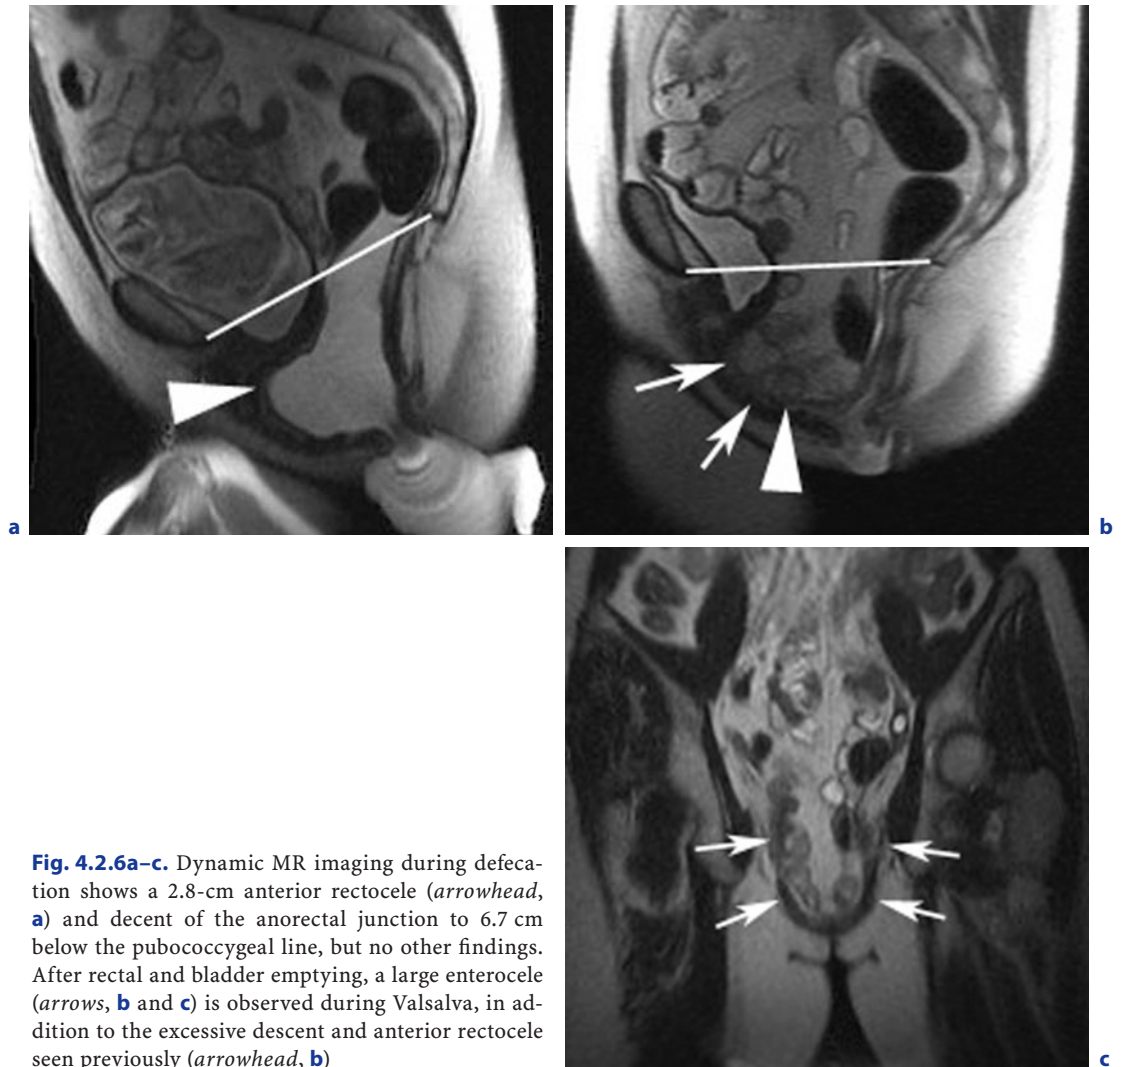 a
b
c
Fig. 4.2.6a–c. Dynamic MR imaging during defeca-
tion shows a 2.8-cm anterior rectocele (arrowhead,
a) and decent of the anorectal junction to 6.7 cm
below the pubococcygeal line, but no other findings.
After rectal and bladder emptying, a large enterocele
(arrows, b and c) is observed during Valsalva, in ad-
dition to the excessive descent and anterior rectocele
seen previously (arrowhead, b)